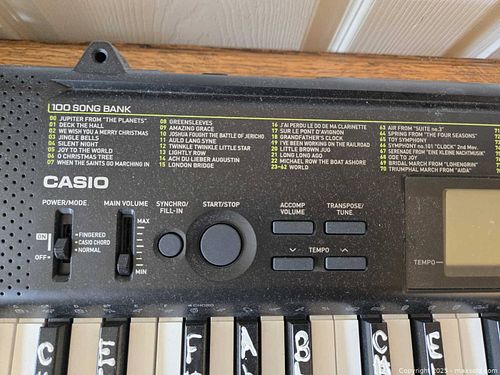 100 SONG BANK
00 JUPITER FROM "THE PLANETS"
01 DECK THE HALL
02 WE WISH YOU A MERRY CHRISTMAS
03 JINGLE BELLS
04 SILENT NIGHT
05 JOY TO THE WORLD
06 O CHRISTMAS TREE
07 WHEN THE SAINTS GO MARCHING IN
08 GREENSLEEVES
09 AMAZING GRACE
10 JOSHUA FOUGHT THE BATTLE OF JERICHO
11 AULD LANG SYNE
12 TWINKLE TWINKLE LITTLE STAR
13 LIGHTLY ROW
14 ACH DU LIEBER AUGUSTIN
15 LONDON BRIDGE
16 J'AI PERDU LE DO DE MA CLARINETTE
17 SUR LE PONT D'AVIGNON
18 GRANDFATHER'S CLOCK
19 I'VE BEEN WORKING ON THE RAILROAD
20 LITTLE BROWN JUG
21 LONG LONG AGO
22 MICHAEL ROW THE BOAT ASHORE
23-62 WORLD
63 AIR FROM "SUITE no.3"
64 SPRING FROM "THE FOUR SEASONS"
65 TOY SYMPHONY
66 SYMPHONY no.101 "CLOCK" 2nd Mov.
67 SERENADE FROM "EINE KLEINE NACHTMUSIK"
68 ODE TO JOY
69 BRIDAL MARCH FROM "LOHENGRIN"
70 TRIUMPHAL MARCH FROM "AIDA"
CASIO
POWER/MODE
MAIN VOLUME
SYNCHRO/
FILL-IN
START/STOP
ACCOMP
VOLUME
TRANSPOSE/
TUNE
MAX
MIN
ON
OFF
FINGERED
CASIO CHORD
NORMAL
TEMPO
TEMPO
CHORD
C F A B C E
Copyright 2025 - maxsold.com